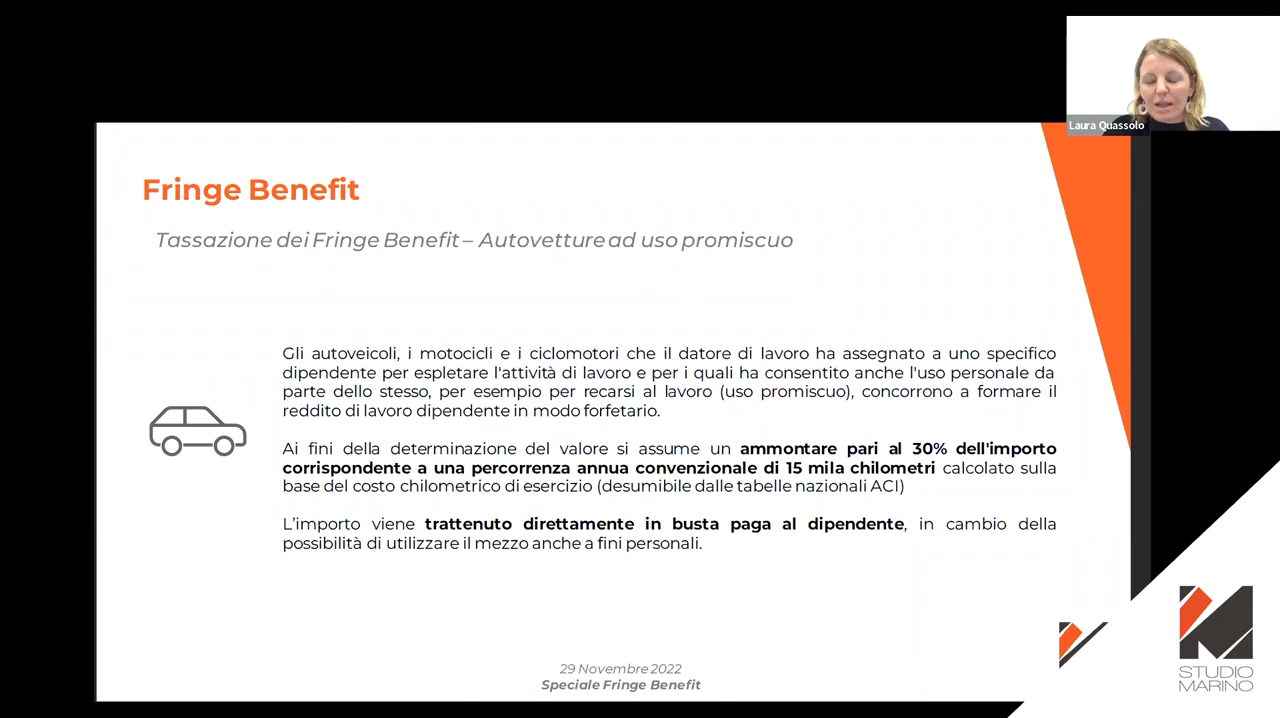 Laura Quassolo
Fringe Benefit
Tassazione dei Fringe Benefit – Autovetture ad uso promiscuo
Gli autoveicoli, i motocicli e i ciclomotori che il datore di lavoro ha assegnato a uno specifico
dipendente per espletare l'attività di lavoro e per i quali ha consentito anche l'uso personale da
parte dello stesso, per esempio per recarsi al lavoro (uso promiscuo), concorrono a formare il
reddito di lavoro dipendente in modo forfetario.
Ai fini della determinazione del valore si assume un ammontare pari al 30% dell'importo
corrispondente a una percorrenza annua convenzionale di 15 mila chilometri calcolato sulla
base del costo chilometrico di esercizio (desumibile dalle tabelle nazionali ACI)
L’importo viene trattenuto direttamente in busta paga al dipendente, in cambio della
possibilità di utilizzare il mezzo anche a fini personali.
29 Novembre 2022
Speciale Fringe Benefit
STUDIO
MARINO